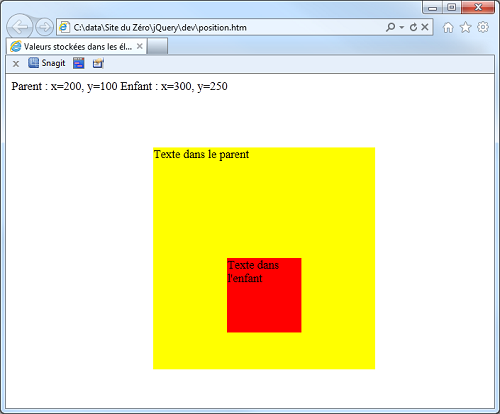 C:\data\Site du Zéro\jQuery\dev\position.htm
Valeurs stockées dans les él...
Snagit
Parent : x=200, y=100 Enfant : x=300, y=250
Texte dans le parent
Texte dans
l'enfant